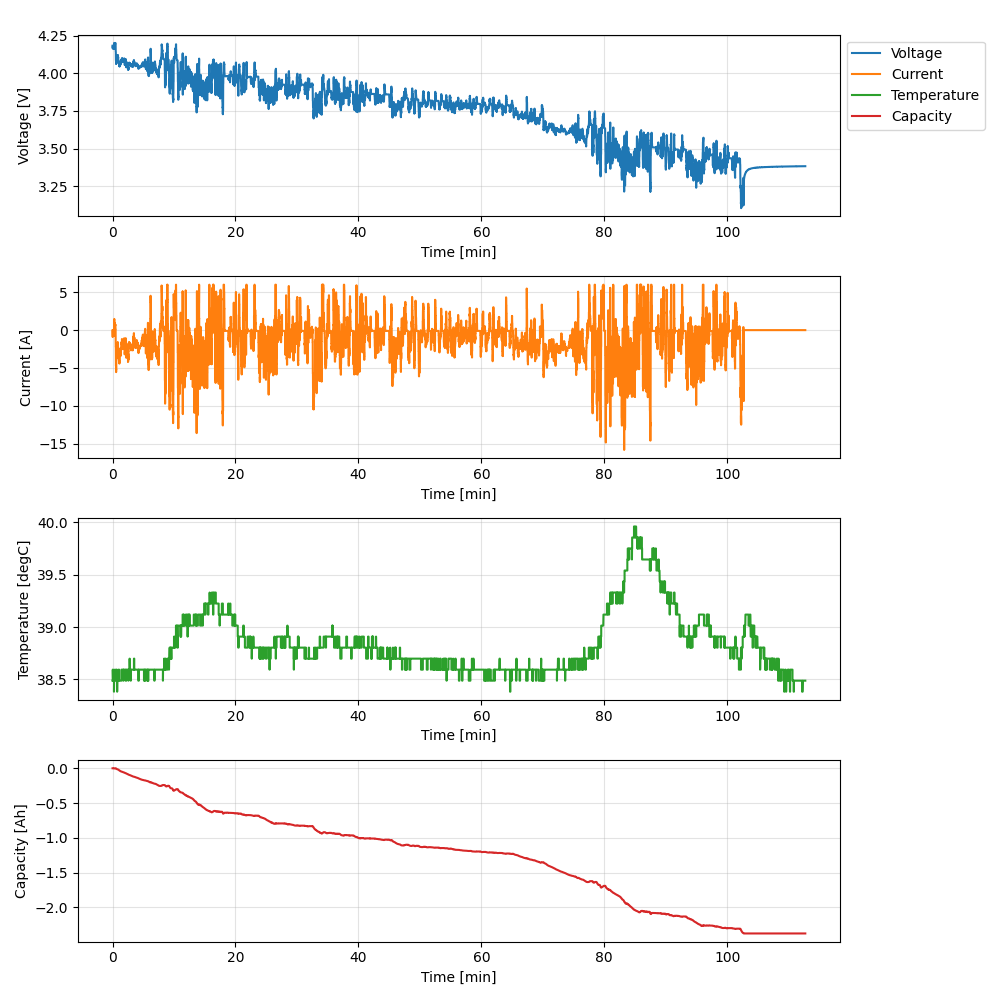 4.25
4.00
3.75
3.50
3.25
Voltage [V]
0 20 40 60 80 100
Time [min]
Voltage
Current
Temperature
Capacity
5
0
−5
−10
−15
Current [A]
0 20 40 60 80 100
Time [min]
40.0
39.5
39.0
38.5
Temperature [degC]
0 20 40 60 80 100
Time [min]
0.0
−0.5
−1.0
−1.5
−2.0
Capacity [Ah]
0 20 40 60 80 100
Time [min]